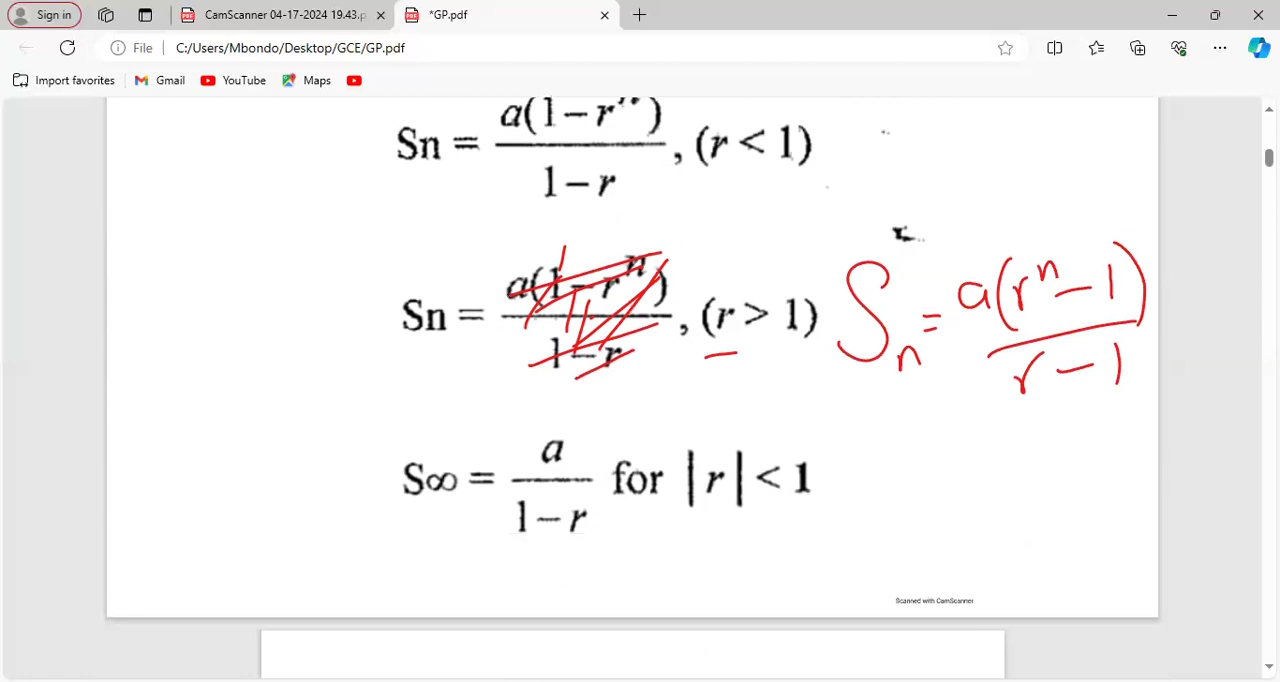 Sign in
CamScanner 04-17-2024 19.43.p
*GP.pdf
File
C:/Users/Mbondo/Desktop/GCE/GP.pdf
Import favorites
Gmail
YouTube
Maps
Sn = a(1 − rⁿ) / 1 − r , (r < 1)
Sn = a(1 − rⁿ) / 1 − r , (r > 1) Sₙ = a(rⁿ − 1) / r − 1
S∞ = a / 1 − r for |r| < 1
Scanned with CamScanner